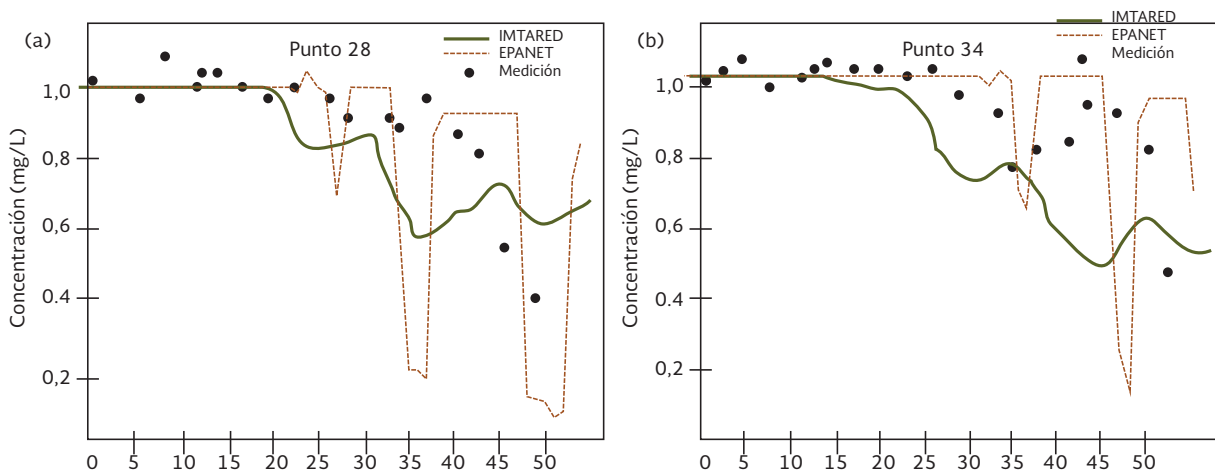 (a)
Punto 28
IMTARED
EPANET
Medición
Concentración (mg/L)
1,0
0,8
0,6
0.4
0,2
0 5 10 15 20 25 30 35 40 45 50
(b)
Punto 34
IMTARED
EPANET
Medición
Concentración (mg/L)
1,0
0,8
0,6
0.4
0,2
0 5 10 15 20 25 30 35 40 45 50